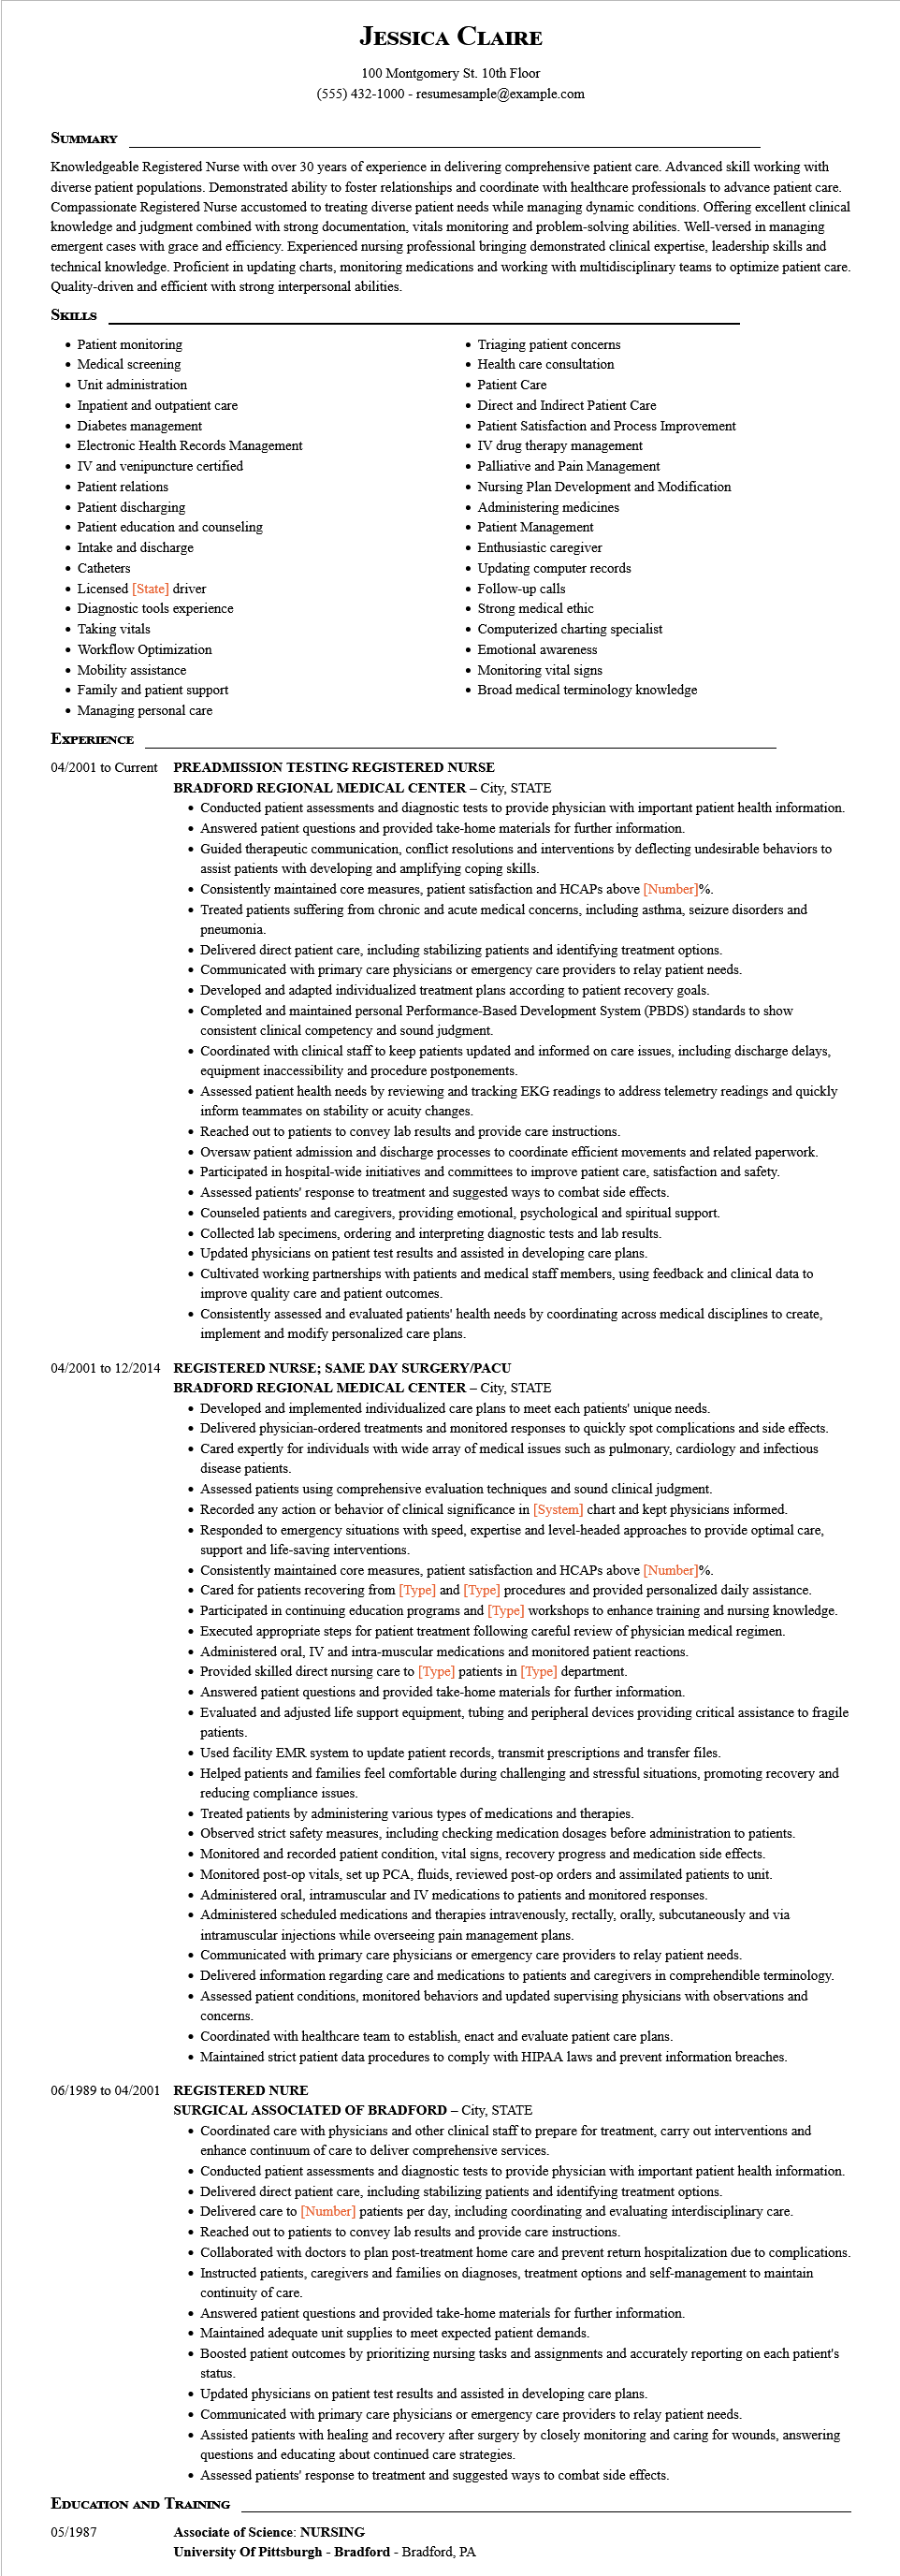 Jessica Claire
100 Montgomery St. 10th Floor
(555) 432-1000 - resumesample@example.com
Summary
Knowledgeable Registered Nurse with over 30 years of experience in delivering comprehensive patient care. Advanced skill working with
diverse patient populations. Demonstrated ability to foster relationships and coordinate with healthcare professionals to advance patient care.
Compassionate Registered Nurse accustomed to treating diverse patient needs while managing dynamic conditions. Offering excellent clinical
knowledge and judgment combined with strong documentation, vitals monitoring and problem-solving abilities. Well-versed in managing
emergent cases with grace and efficiency. Experienced nursing professional bringing demonstrated clinical expertise, leadership skills and
technical knowledge. Proficient in updating charts, monitoring medications and working with multidisciplinary teams to optimize patient care.
Quality-driven and efficient with strong interpersonal abilities.
Skills
• Patient monitoring
• Medical screening
• Unit administration
• Inpatient and outpatient care
• Diabetes management
• Electronic Health Records Management
• IV and venipuncture certified
• Patient relations
• Patient discharging
• Patient education and counseling
• Intake and discharge
• Catheters
• Licensed [State] driver
• Diagnostic tools experience
• Taking vitals
• Workflow Optimization
• Mobility assistance
• Family and patient support
• Managing personal care
• Triaging patient concerns
• Health care consultation
• Patient Care
• Direct and Indirect Patient Care
• Patient Satisfaction and Process Improvement
• IV drug therapy management
• Palliative and Pain Management
• Nursing Plan Development and Modification
• Administering medicines
• Patient Management
• Enthusiastic caregiver
• Updating computer records
• Follow-up calls
• Strong medical ethic
• Computerized charting specialist
• Emotional awareness
• Monitoring vital signs
• Broad medical terminology knowledge
Experience
04/2001 to Current PREADMISSION TESTING REGISTERED NURSE
BRADFORD REGIONAL MEDICAL CENTER – City, STATE
• Conducted patient assessments and diagnostic tests to provide physician with important patient health information.
• Answered patient questions and provided take-home materials for further information.
• Guided therapeutic communication, conflict resolutions and interventions by deflecting undesirable behaviors to
assist patients with developing and amplifying coping skills.
• Consistently maintained core measures, patient satisfaction and HCAPs above [Number]%.
• Treated patients suffering from chronic and acute medical concerns, including asthma, seizure disorders and
pneumonia.
• Delivered direct patient care, including stabilizing patients and identifying treatment options.
• Communicated with primary care physicians or emergency care providers to relay patient needs.
• Developed and adapted individualized treatment plans according to patient recovery goals.
• Completed and maintained personal Performance-Based Development System (PBDS) standards to show
consistent clinical competency and sound judgment.
• Coordinated with clinical staff to keep patients updated and informed on care issues, including discharge delays,
equipment inaccessibility and procedure postponements.
• Assessed patient health needs by reviewing and tracking EKG readings to address telemetry readings and quickly
inform teammates on stability or acuity changes.
• Reached out to patients to convey lab results and provide care instructions.
• Oversaw patient admission and discharge processes to coordinate efficient movements and related paperwork.
• Participated in hospital-wide initiatives and committees to improve patient care, satisfaction and safety.
• Assessed patients' response to treatment and suggested ways to combat side effects.
• Counseled patients and caregivers, providing emotional, psychological and spiritual support.
• Collected lab specimens, ordering and interpreting diagnostic tests and lab results.
• Updated physicians on patient test results and assisted in developing care plans.
• Cultivated working partnerships with patients and medical staff members, using feedback and clinical data to
improve quality care and patient outcomes.
• Consistently assessed and evaluated patients' health needs by coordinating across medical disciplines to create,
implement and modify personalized care plans.
04/2001 to 12/2014 REGISTERED NURSE; SAME DAY SURGERY/PACU
BRADFORD REGIONAL MEDICAL CENTER – City, STATE
• Developed and implemented individualized care plans to meet each patients' unique needs.
• Delivered physician-ordered treatments and monitored responses to quickly spot complications and side effects.
• Cared expertly for individuals with wide array of medical issues such as pulmonary, cardiology and infectious
disease patients.
• Assessed patients using comprehensive evaluation techniques and sound clinical judgment.
• Recorded any action or behavior of clinical significance in [System] chart and kept physicians informed.
• Responded to emergency situations with speed, expertise and level-headed approaches to provide optimal care,
support and life-saving interventions.
• Consistently maintained core measures, patient satisfaction and HCAPs above [Number]%.
• Cared for patients recovering from [Type] and [Type] procedures and provided personalized daily assistance.
• Participated in continuing education programs and [Type] workshops to enhance training and nursing knowledge.
• Executed appropriate steps for patient treatment following careful review of physician medical regimen.
• Administered oral, IV and intra-muscular medications and monitored patient reactions.
• Provided skilled direct nursing care to [Type] patients in [Type] department.
• Answered patient questions and provided take-home materials for further information.
• Evaluated and adjusted life support equipment, tubing and peripheral devices providing critical assistance to fragile
patients.
• Used facility EMR system to update patient records, transmit prescriptions and transfer files.
• Helped patients and families feel comfortable during challenging and stressful situations, promoting recovery and
reducing compliance issues.
• Treated patients by administering various types of medications and therapies.
• Observed strict safety measures, including checking medication dosages before administration to patients.
• Monitored and recorded patient condition, vital signs, recovery progress and medication side effects.
• Monitored post-op vitals, set up PCA, fluids, reviewed post-op orders and assimilated patients to unit.
• Administered oral, intramuscular and IV medications to patients and monitored responses.
• Administered scheduled medications and therapies intravenously, rectally, orally, subcutaneously and via
intramuscular injections while overseeing pain management plans.
• Communicated with primary care physicians or emergency care providers to relay patient needs.
• Delivered information regarding care and medications to patients and caregivers in comprehendible terminology.
• Assessed patient conditions, monitored behaviors and updated supervising physicians with observations and
concerns.
• Coordinated with healthcare team to establish, enact and evaluate patient care plans.
• Maintained strict patient data procedures to comply with HIPAA laws and prevent information breaches.
06/1989 to 04/2001 REGISTERED NURE
SURGICAL ASSOCIATED OF BRADFORD – City, STATE
• Coordinated care with physicians and other clinical staff to prepare for treatment, carry out interventions and
enhance continuum of care to deliver comprehensive services.
• Conducted patient assessments and diagnostic tests to provide physician with important patient health information.
• Delivered direct patient care, including stabilizing patients and identifying treatment options.
• Delivered care to [Number] patients per day, including coordinating and evaluating interdisciplinary care.
• Reached out to patients to convey lab results and provide care instructions.
• Collaborated with doctors to plan post-treatment home care and prevent return hospitalization due to complications.
• Instructed patients, caregivers and families on diagnoses, treatment options and self-management to maintain
continuity of care.
• Answered patient questions and provided take-home materials for further information.
• Maintained adequate unit supplies to meet expected patient demands.
• Boosted patient outcomes by prioritizing nursing tasks and assignments and accurately reporting on each patient's
status.
• Updated physicians on patient test results and assisted in developing care plans.
• Communicated with primary care physicians or emergency care providers to relay patient needs.
• Assisted patients with healing and recovery after surgery by closely monitoring and caring for wounds, answering
questions and educating about continued care strategies.
• Assessed patients' response to treatment and suggested ways to combat side effects.
Education and Training
05/1987 Associate of Science: NURSING
University Of Pittsburgh - Bradford - Bradford, PA